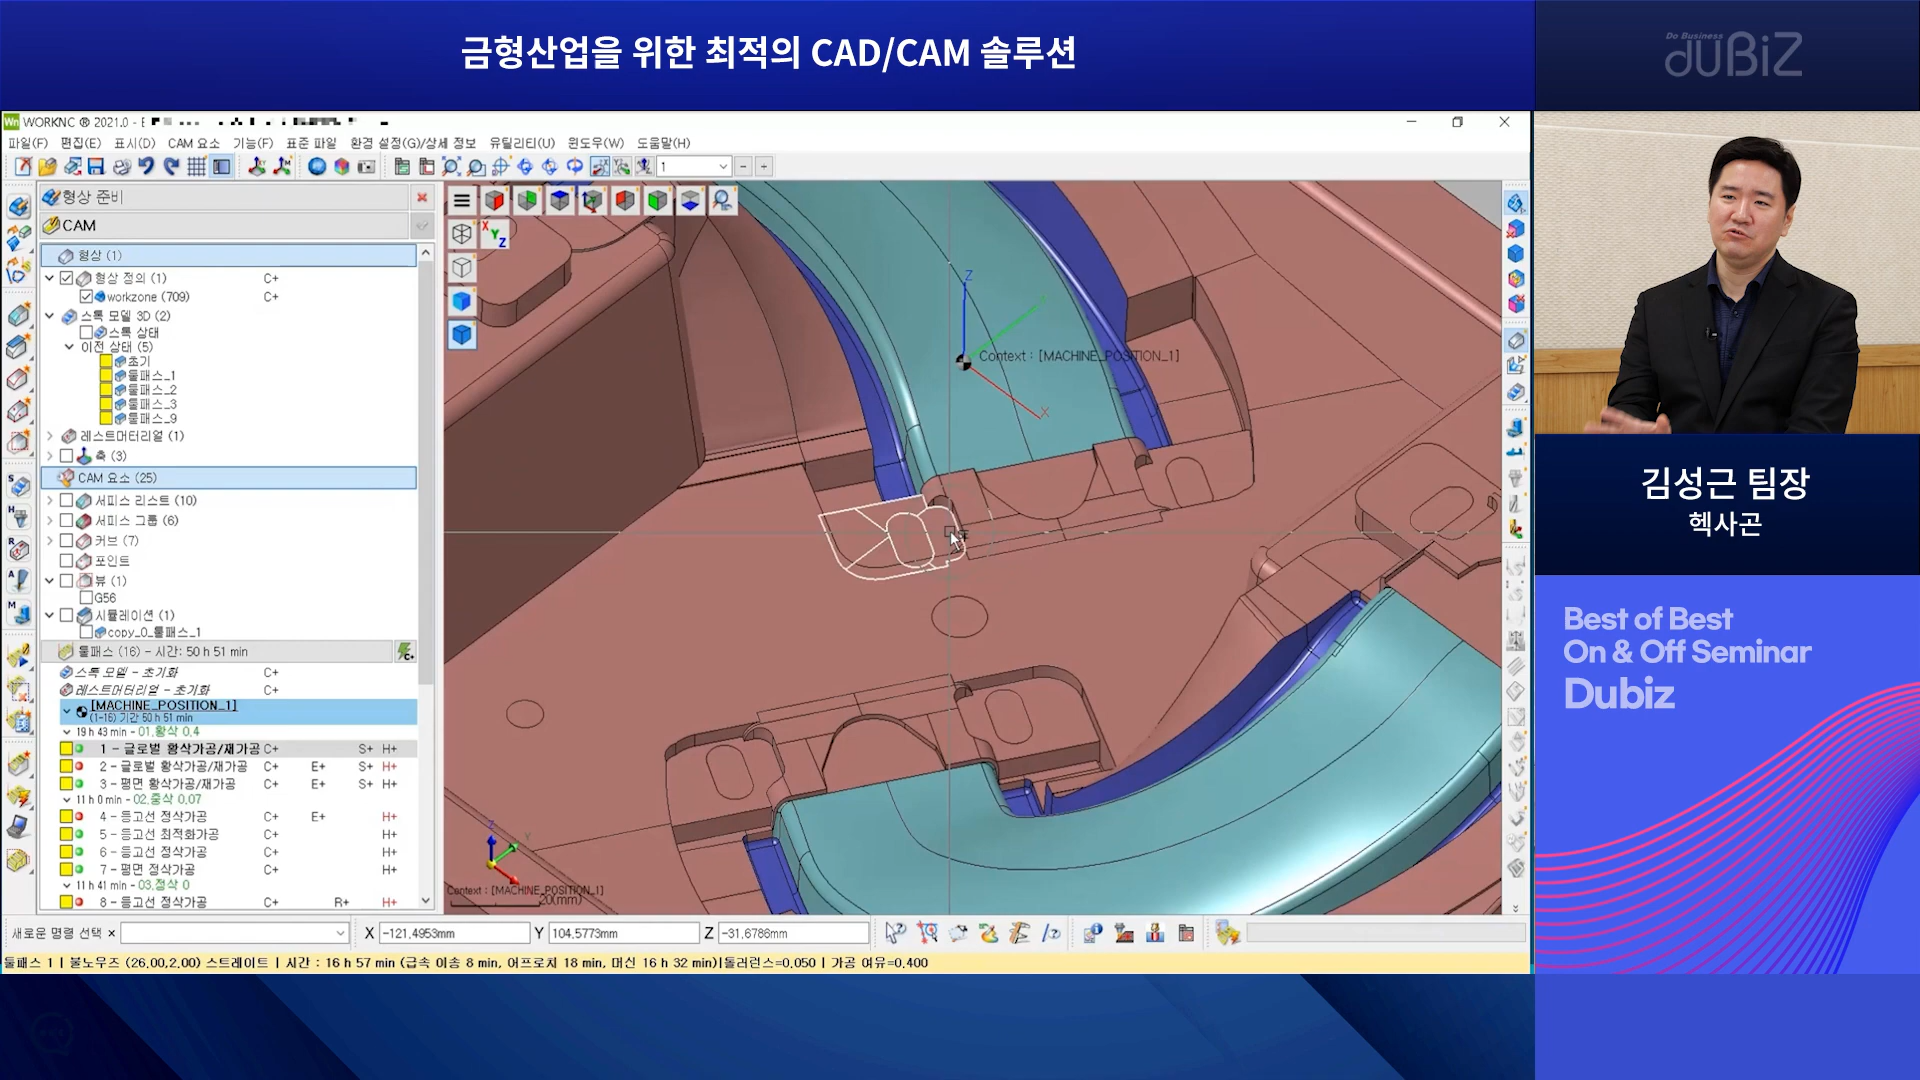 금형산업을 위한 최적의 CAD/CAM 솔루션
Do Business
duBiZ
WORKNC ® 2021.0 -
파일(F) 편집(E) 표시(D) CAM 요소 기능(F) 표준 파일 환경 설정(G)/상세 정보 유틸리티(U) 윈도우(W) 도움말(H)
1
형상 준비
CAM
형상 (1)
형상 정의 (1) C+
workzone (709) C+
스톡 모델 3D (2)
스톡 상태
이전 상태 (5)
초기
툴패스_1
툴패스_2
툴패스_3
툴패스_9
레스트머터리얼 (1)
축 (3)
CAM 요소 (25)
서피스 리스트 (10)
서피스 그룹 (6)
커브 (7)
포인트
뷰 (1)
G56
시뮬레이션 (1)
copy_0_툴패스_1
툴패스 (16) - 시간: 50 h 51 min
스톡 모델 - 초기화 C+
레스트머터리얼 - 초기화 C+
[MACHINE_POSITION_1]
(1-16) 기간 50 h 51 min
19 h 43 min - 01.황삭 0.4
1 - 글로벌 황삭가공/재가공 C+ S+ H+
2 - 글로벌 황삭가공/재가공 C+ E+ S+ H+
3 - 평면 황삭가공/재가공 C+ E+ S+ H+
11 h 0 min - 02.중삭 0.07
4 - 등고선 정삭가공 C+ E+ H+
5 - 등고선 최적화가공 C+ H+
6 - 등고선 정삭가공 C+ H+
7 - 평면 정삭가공 C+ H+
11 h 41 min - 03.정삭 0
8 - 등고선 정삭가공 C+ R+ H+
X Y Z
Z
Context : [MACHINE_POSITION_1]
X
Z
Y
Context : [MACHINE_POSITION_1]
20(mm)
새로운 명령 선택 × X -121.4953mm Y 104.5773mm Z -31.6786mm
툴패스 1 | 볼노우즈 (26.00,2.00) 스트레이트 | 시간 : 16 h 57 min (급속 이송 8 min, 어프로치 18 min, 머신 16 h 32 min)|톨러런스=0.050 | 가공 여유=0.400
김성근 팀장
헥사곤
Best of Best
On & Off Seminar
Dubiz